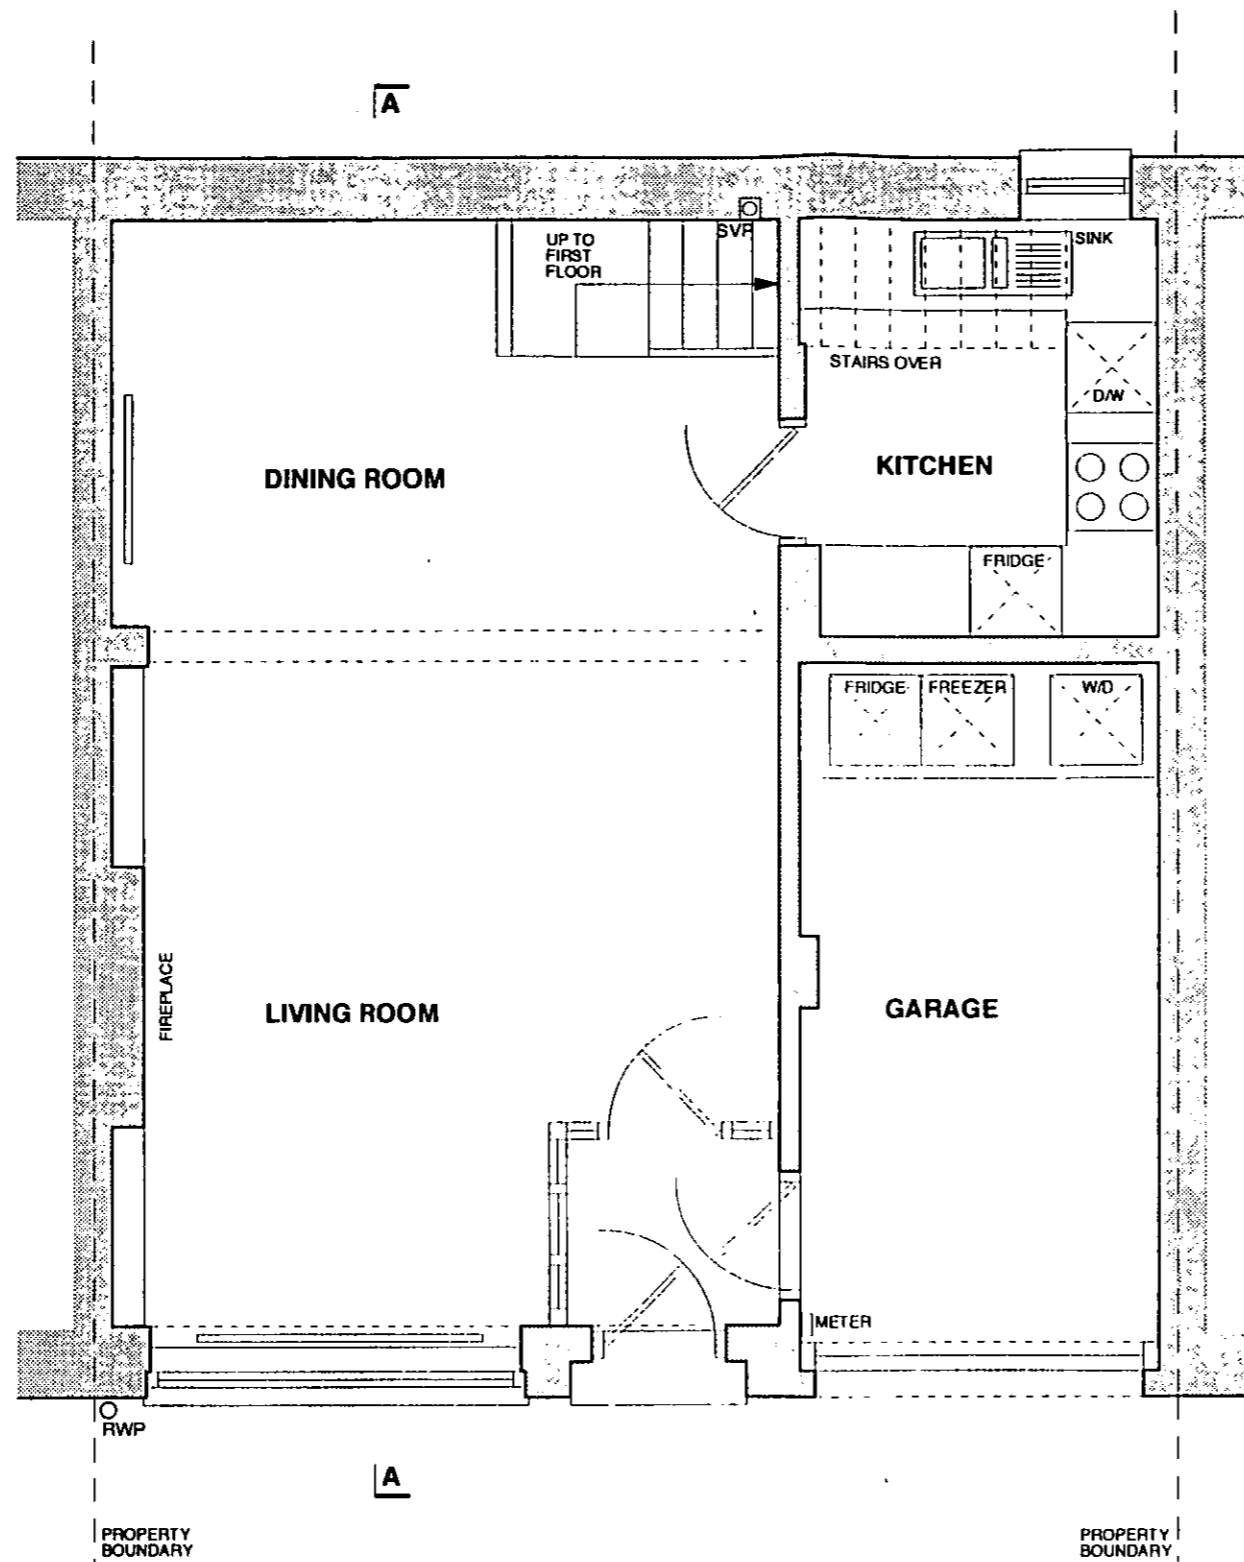 A
SVP
UP TO
FIRST
FLOOR
SINK
STAIRS OVER
D/W
DINING ROOM
KITCHEN
FRIDGE
FRIDGE
FREEZER
W/D
FIREPLACE
LIVING ROOM
GARAGE
METER
RWP
A
PROPERTY
BOUNDARY
PROPERTY
BOUNDARY